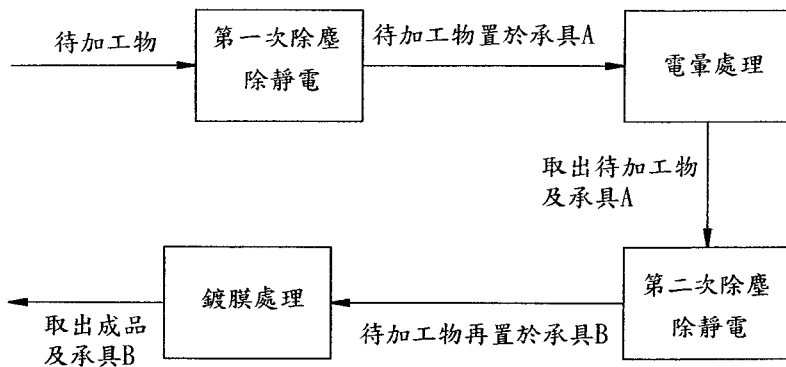 待加工物
第一次除塵
除靜電
待加工物置於承具A
電暈處理
取出待加工物
及承具A
第二次除塵
除靜電
待加工物再置於承具B
鍍膜處理
取出成品
及承具B